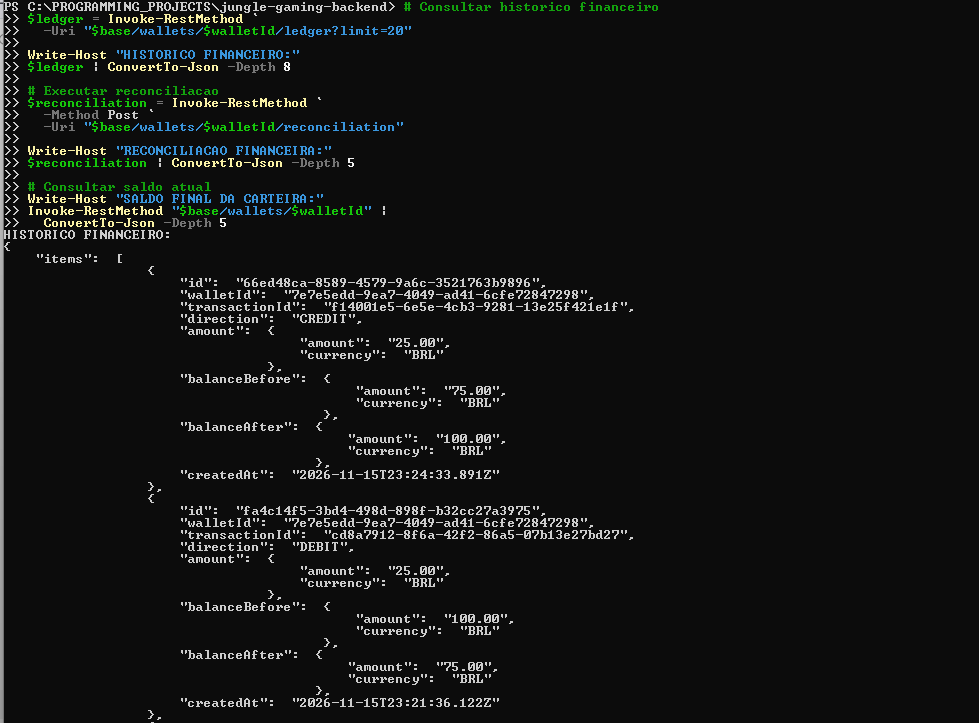 PS C:\PROGRAMMING_PROJECTS\jungle-gaming-backend> # Consultar historico financeiro
>> $ledger = Invoke-RestMethod `
>>   -Uri "$base/wallets/$walletId/ledger?limit=20"
>>
>> Write-Host "HISTORICO FINANCEIRO:"
>> $ledger | ConvertTo-Json -Depth 8
>>
>> # Executar reconciliacao
>> $reconciliation = Invoke-RestMethod `
>>   -Method Post `
>>   -Uri "$base/wallets/$walletId/reconciliation"
>>
>> Write-Host "RECONCILIACAO FINANCEIRA:"
>> $reconciliation | ConvertTo-Json -Depth 5
>>
>> # Consultar saldo atual
>> Write-Host "SALDO FINAL DA CARTEIRA:"
>> Invoke-RestMethod "$base/wallets/$walletId" |
>>   ConvertTo-Json -Depth 5
HISTORICO FINANCEIRO:
{
    "items":  [
                  {
                      "id":  "66ed48ca-8589-4579-9a6c-3521763b9896",
                      "walletId":  "7e7e5edd-9ea7-4049-ad41-6cfe72847298",
                      "transactionId":  "f14001e5-6e5e-4cb3-9281-13e25f421e1f",
                      "direction":  "CREDIT",
                      "amount":  {
                                     "amount":  "25.00",
                                     "currency":  "BRL"
                                 },
                      "balanceBefore":  {
                                            "amount":  "75.00",
                                            "currency":  "BRL"
                                        },
                      "balanceAfter":  {
                                           "amount":  "100.00",
                                           "currency":  "BRL"
                                       },
                      "createdAt":  "2026-11-15T23:24:33.891Z"
                  },
                  {
                      "id":  "fa4c14f5-3bd4-498d-898f-b32cc27a3975",
                      "walletId":  "7e7e5edd-9ea7-4049-ad41-6cfe72847298",
                      "transactionId":  "cd8a7912-8f6a-42f2-86a5-07b13e27bd27",
                      "direction":  "DEBIT",
                      "amount":  {
                                     "amount":  "25.00",
                                     "currency":  "BRL"
                                 },
                      "balanceBefore":  {
                                            "amount":  "100.00",
                                            "currency":  "BRL"
                                        },
                      "balanceAfter":  {
                                           "amount":  "75.00",
                                           "currency":  "BRL"
                                       },
                      "createdAt":  "2026-11-15T23:21:36.122Z"
                  },